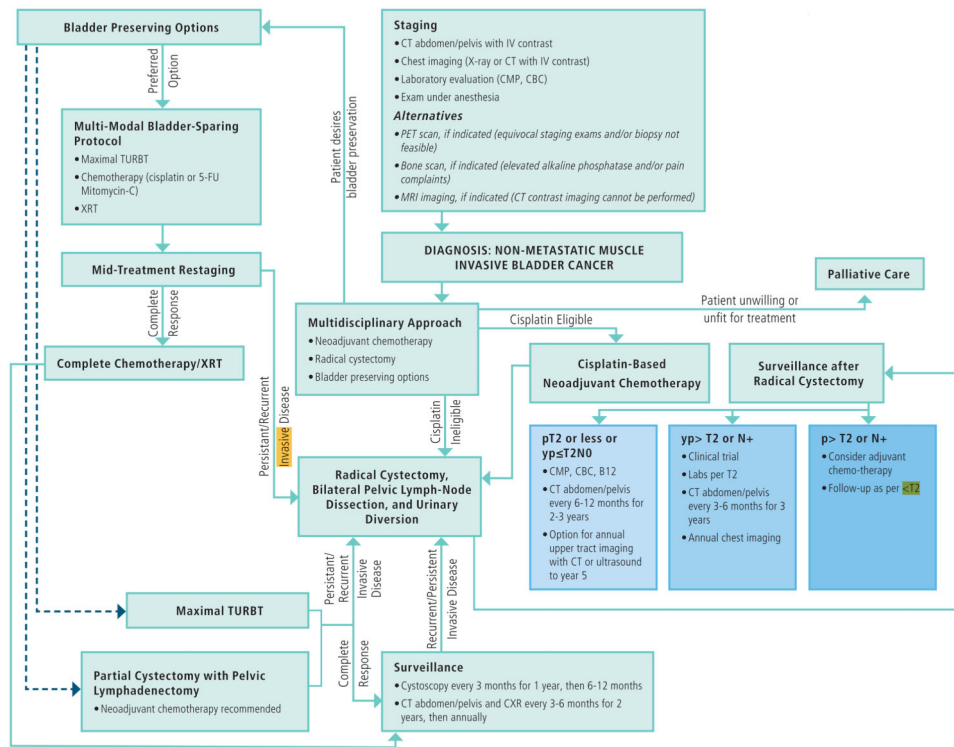 Bladder Preserving Options
Preferred
Option
Multi-Modal Bladder-Sparing
Protocol
• Maximal TURBT
• Chemotherapy (cisplatin or 5-FU
Mitomycin-C)
• XRT
Mid-Treatment Restaging
Complete
Response
Complete Chemotherapy/XRT
Persistant/Recurrent
Invasive Disease
Patient desires
bladder preservation
Staging
• CT abdomen/pelvis with IV contrast
• Chest imaging (X-ray or CT with IV contrast)
• Laboratory evaluation (CMP, CBC)
• Exam under anesthesia
Alternatives
• PET scan, if indicated (equivocal staging exams and/or biopsy not
feasible)
• Bone scan, if indicated (elevated alkaline phosphatase and/or pain
complaints)
• MRI imaging, if indicated (CT contrast imaging cannot be performed)
DIAGNOSIS: NON-METASTATIC MUSCLE
INVASIVE BLADDER CANCER
Multidisciplinary Approach
• Neoadjuvant chemotherapy
• Radical cystectomy
• Bladder preserving options
Patient unwilling or
unfit for treatment
Palliative Care
Cisplatin Eligible
Cisplatin
Ineligible
Cisplatin-Based
Neoadjuvant Chemotherapy
Surveillance after
Radical Cystectomy
pT2 or less or
yp≤T2N0
• CMP, CBC, B12
• CT abdomen/pelvis
every 6-12 months for
2-3 years
• Option for annual
upper tract imaging
with CT or ultrasound
to year 5
yp> T2 or N+
• Clinical trial
• Labs per T2
• CT abdomen/pelvis
every 3-6 months for 3
years
• Annual chest imaging
p> T2 or N+
• Consider adjuvant
chemo-therapy
• Follow-up as per <T2
Radical Cystectomy,
Bilateral Pelvic Lymph-Node
Dissection, and Urinary
Diversion
Persistant/
Recurrent
Invasive
Disease
Recurrent/Persistent
Invasive Disease
Maximal TURBT
Partial Cystectomy with Pelvic
Lymphadenectomy
• Neoadjuvant chemotherapy recommended
Complete
Response
Surveillance
• Cystoscopy every 3 months for 1 year, then 6-12 months
• CT abdomen/pelvis and CXR every 3-6 months for 2
years, then annually